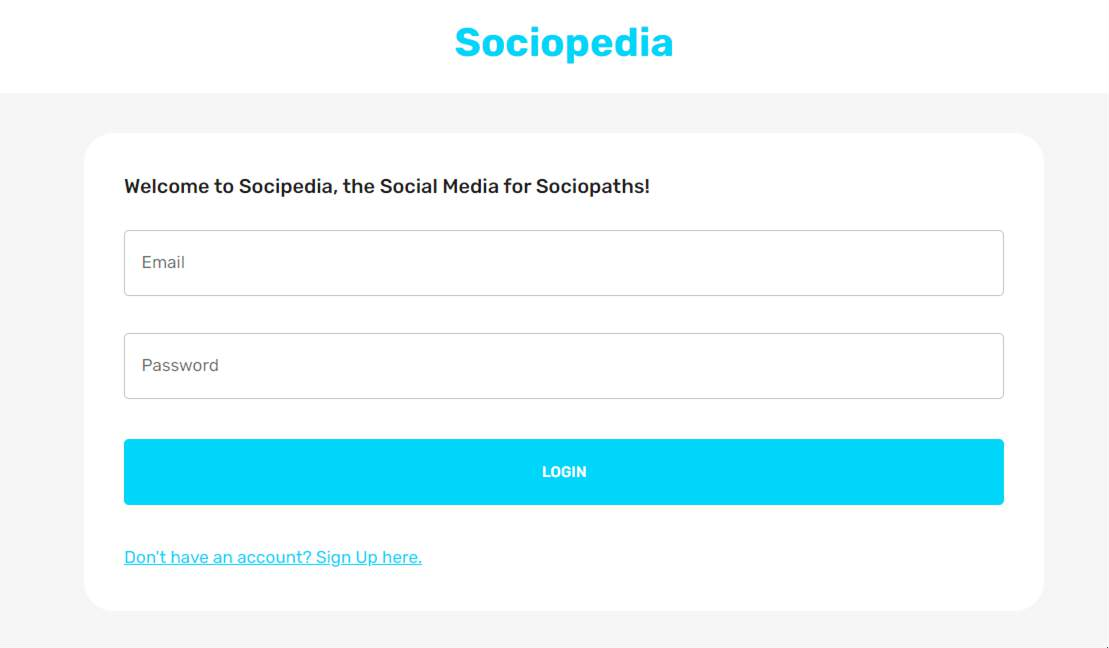 Sociopedia
Welcome to Socipedia, the Social Media for Sociopaths!
Email
Password
LOGIN
Don't have an account? Sign Up here.